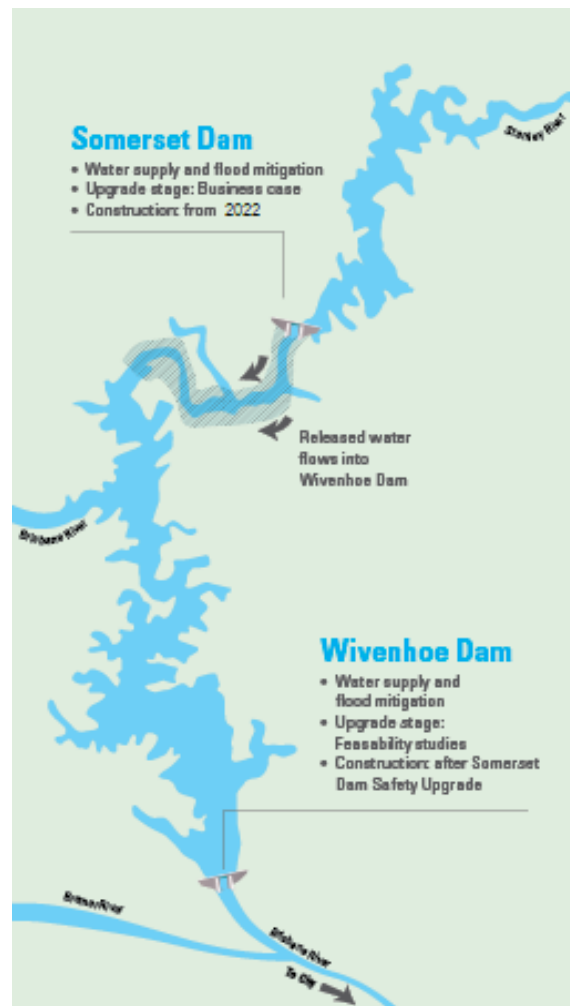 Stanley River
Somerset Dam
• Water supply and flood mitigation
• Upgrade stage: Business case
• Construction: from 2022
Released water
flows into
Wivenhoe Dam
Brisbane River
Wivenhoe Dam
• Water supply and
flood mitigation
• Upgrade stage:
Feasability studies
• Construction: after Somerset
Dam Safety Upgrade
Bremer River
Brisbane River
To City